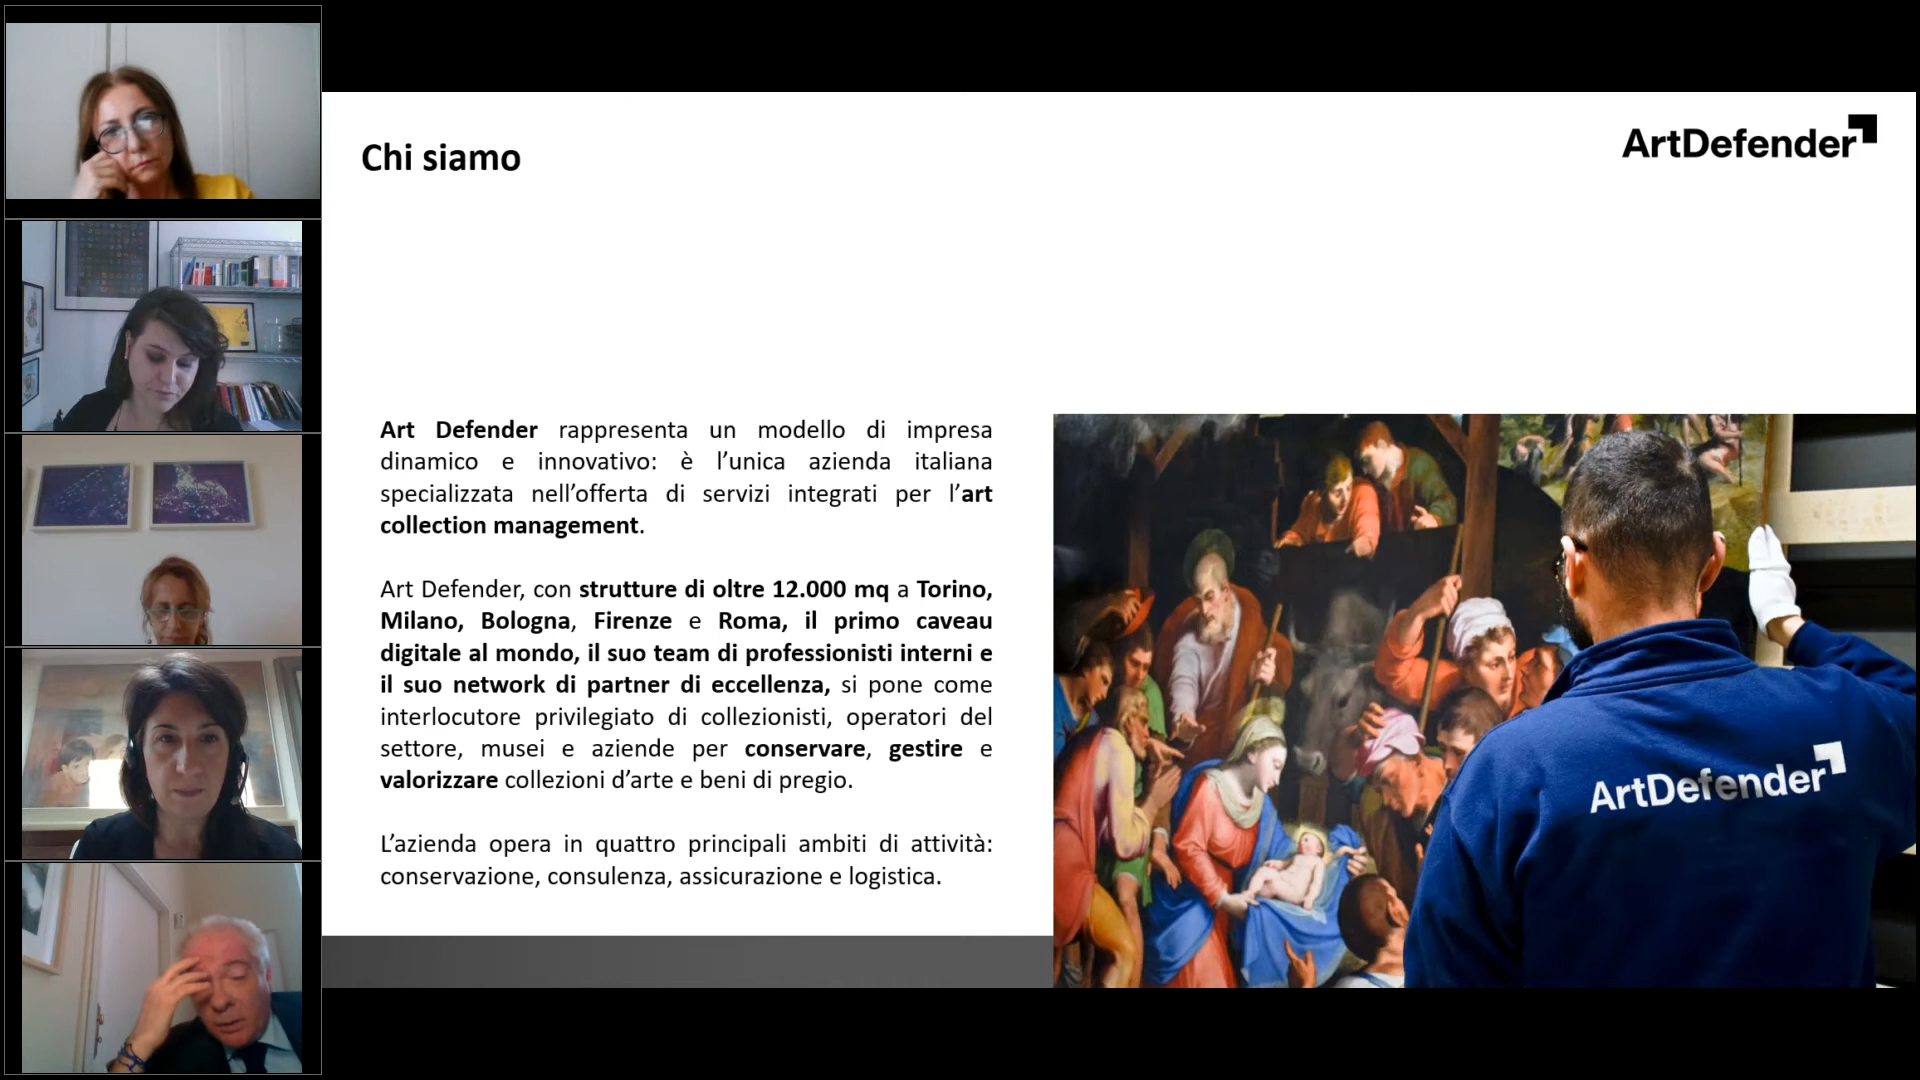 Chi siamo
ArtDefender
Art Defender rappresenta un modello di impresa
dinamico e innovativo: è l’unica azienda italiana
specializzata nell’offerta di servizi integrati per l’art
collection management.
Art Defender, con strutture di oltre 12.000 mq a Torino,
Milano, Bologna, Firenze e Roma, il primo caveau
digitale al mondo, il suo team di professionisti interni e
il suo network di partner di eccellenza, si pone come
interlocutore privilegiato di collezionisti, operatori del
settore, musei e aziende per conservare, gestire e
valorizzare collezioni d’arte e beni di pregio.
L’azienda opera in quattro principali ambiti di attività:
conservazione, consulenza, assicurazione e logistica.
ArtDefender